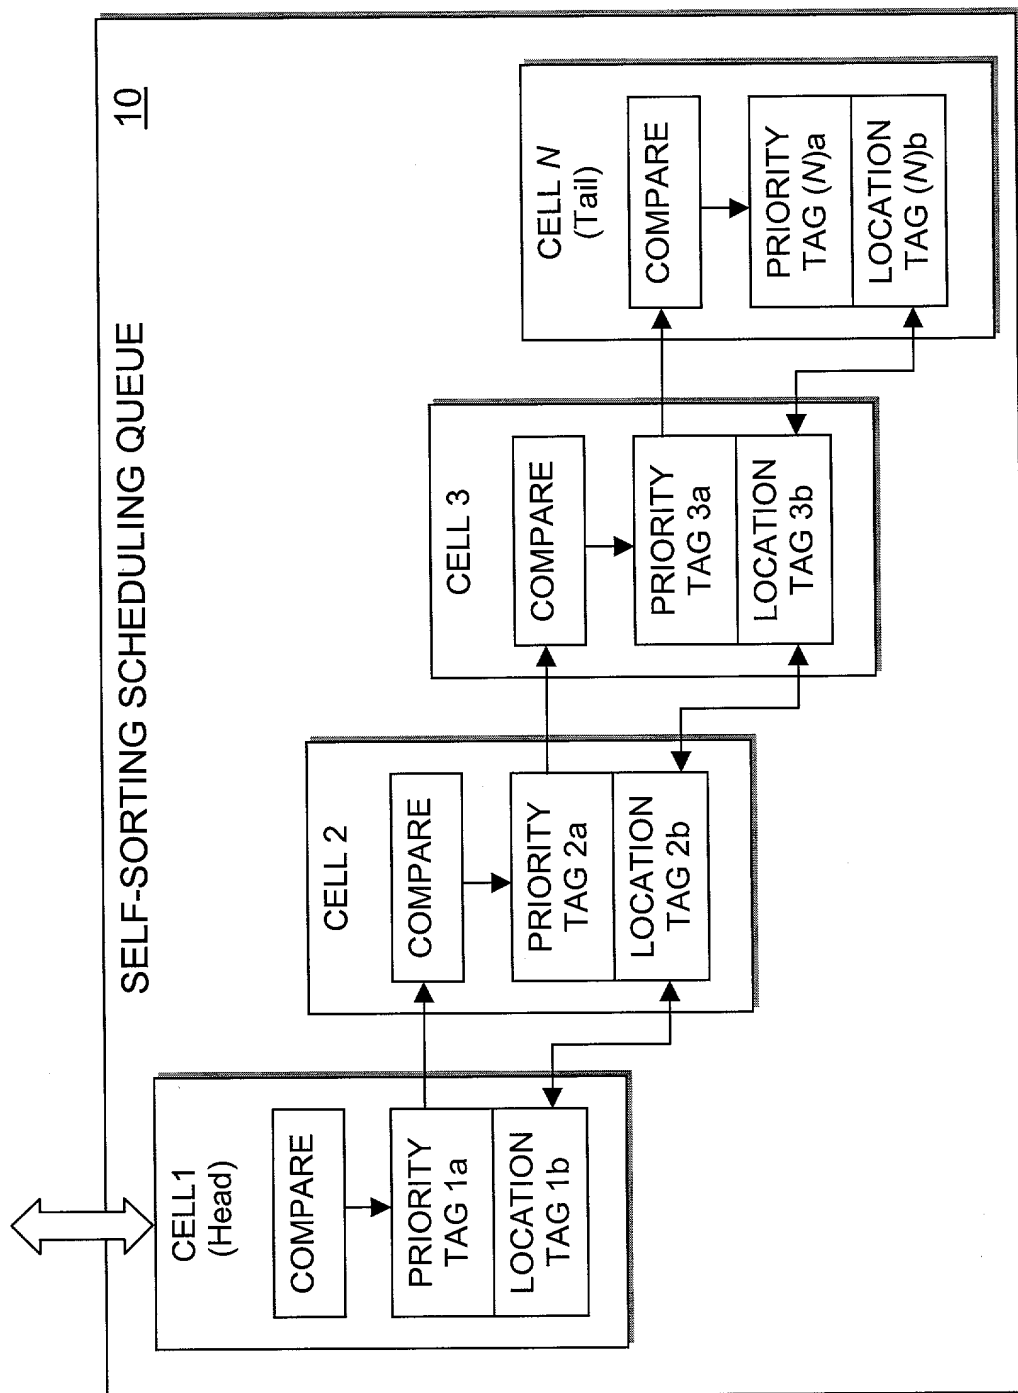 SELF-SORTING SCHEDULING QUEUE
10
CELL1
(Head)
COMPARE
PRIORITY
TAG 1a
LOCATION
TAG 1b
CELL 2
COMPARE
PRIORITY
TAG 2a
LOCATION
TAG 2b
CELL 3
COMPARE
PRIORITY
TAG 3a
LOCATION
TAG 3b
CELL N
(Tail)
COMPARE
PRIORITY
TAG (N)a
LOCATION
TAG (N)b